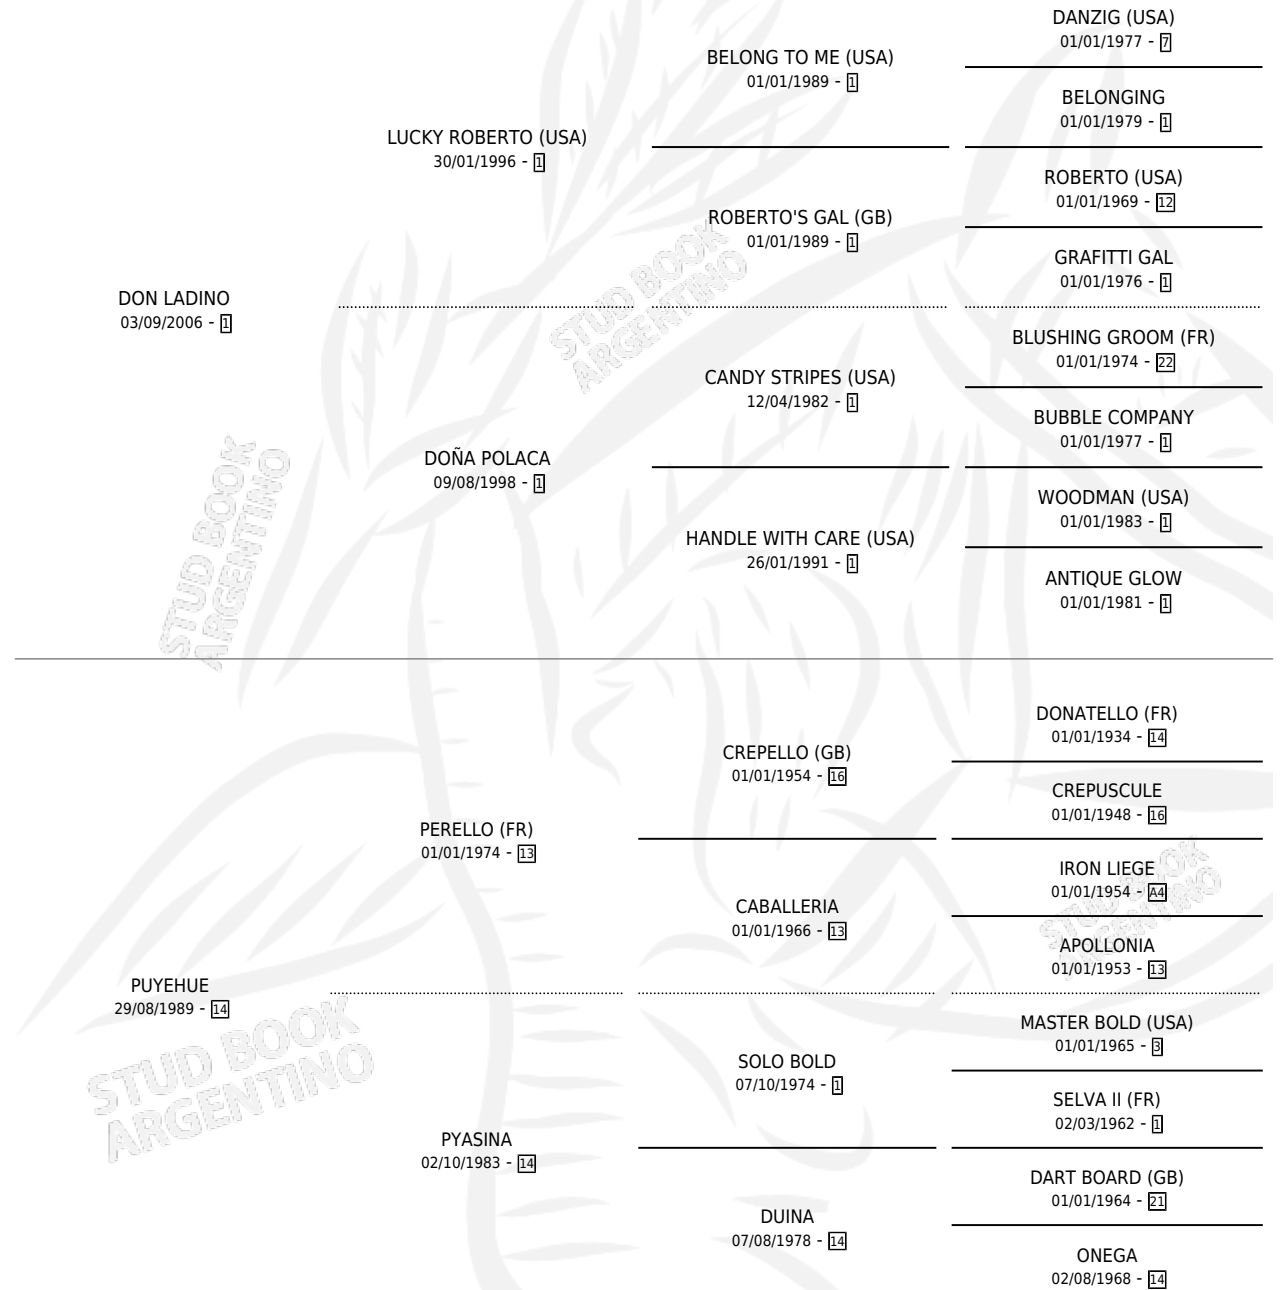 DON LADINO
03/09/2006 - 1
LUCKY ROBERTO (USA)
30/01/1996 - 1
BELONG TO ME (USA)
01/01/1989 - 1
DANZIG (USA)
01/01/1977 - 7
BELONGING
01/01/1979 - 1
ROBERTO'S GAL (GB)
01/01/1989 - 1
ROBERTO (USA)
01/01/1969 - 12
GRAFITTI GAL
01/01/1976 - 1
DOÑA POLACA
09/08/1998 - 1
CANDY STRIPES (USA)
12/04/1982 - 1
BLUSHING GROOM (FR)
01/01/1974 - 22
BUBBLE COMPANY
01/01/1977 - 1
HANDLE WITH CARE (USA)
26/01/1991 - 1
WOODMAN (USA)
01/01/1983 - 1
ANTIQUE GLOW
01/01/1981 - 1
PUYEHUE
29/08/1989 - 14
PERELLO (FR)
01/01/1974 - 13
CREPELLO (GB)
01/01/1954 - 16
DONATELLO (FR)
01/01/1934 - 14
CREPUSCULE
01/01/1948 - 16
CABALLERIA
01/01/1966 - 13
IRON LIEGE
01/01/1954 - A4
APOLLONIA
01/01/1953 - 13
PYASINA
02/10/1983 - 14
SOLO BOLD
07/10/1974 - 1
MASTER BOLD (USA)
01/01/1965 - 3
SELVA II (FR)
02/03/1962 - 1
DUINA
07/08/1978 - 14
DART BOARD (GB)
01/01/1964 - 21
ONEGA
02/08/1968 - 14
STUD BOOK
ARGENTINO
STUD BOOK
ARGENTINO
STUD BOOK
ARGENTINO
STUD BOOK
ARGENTINO